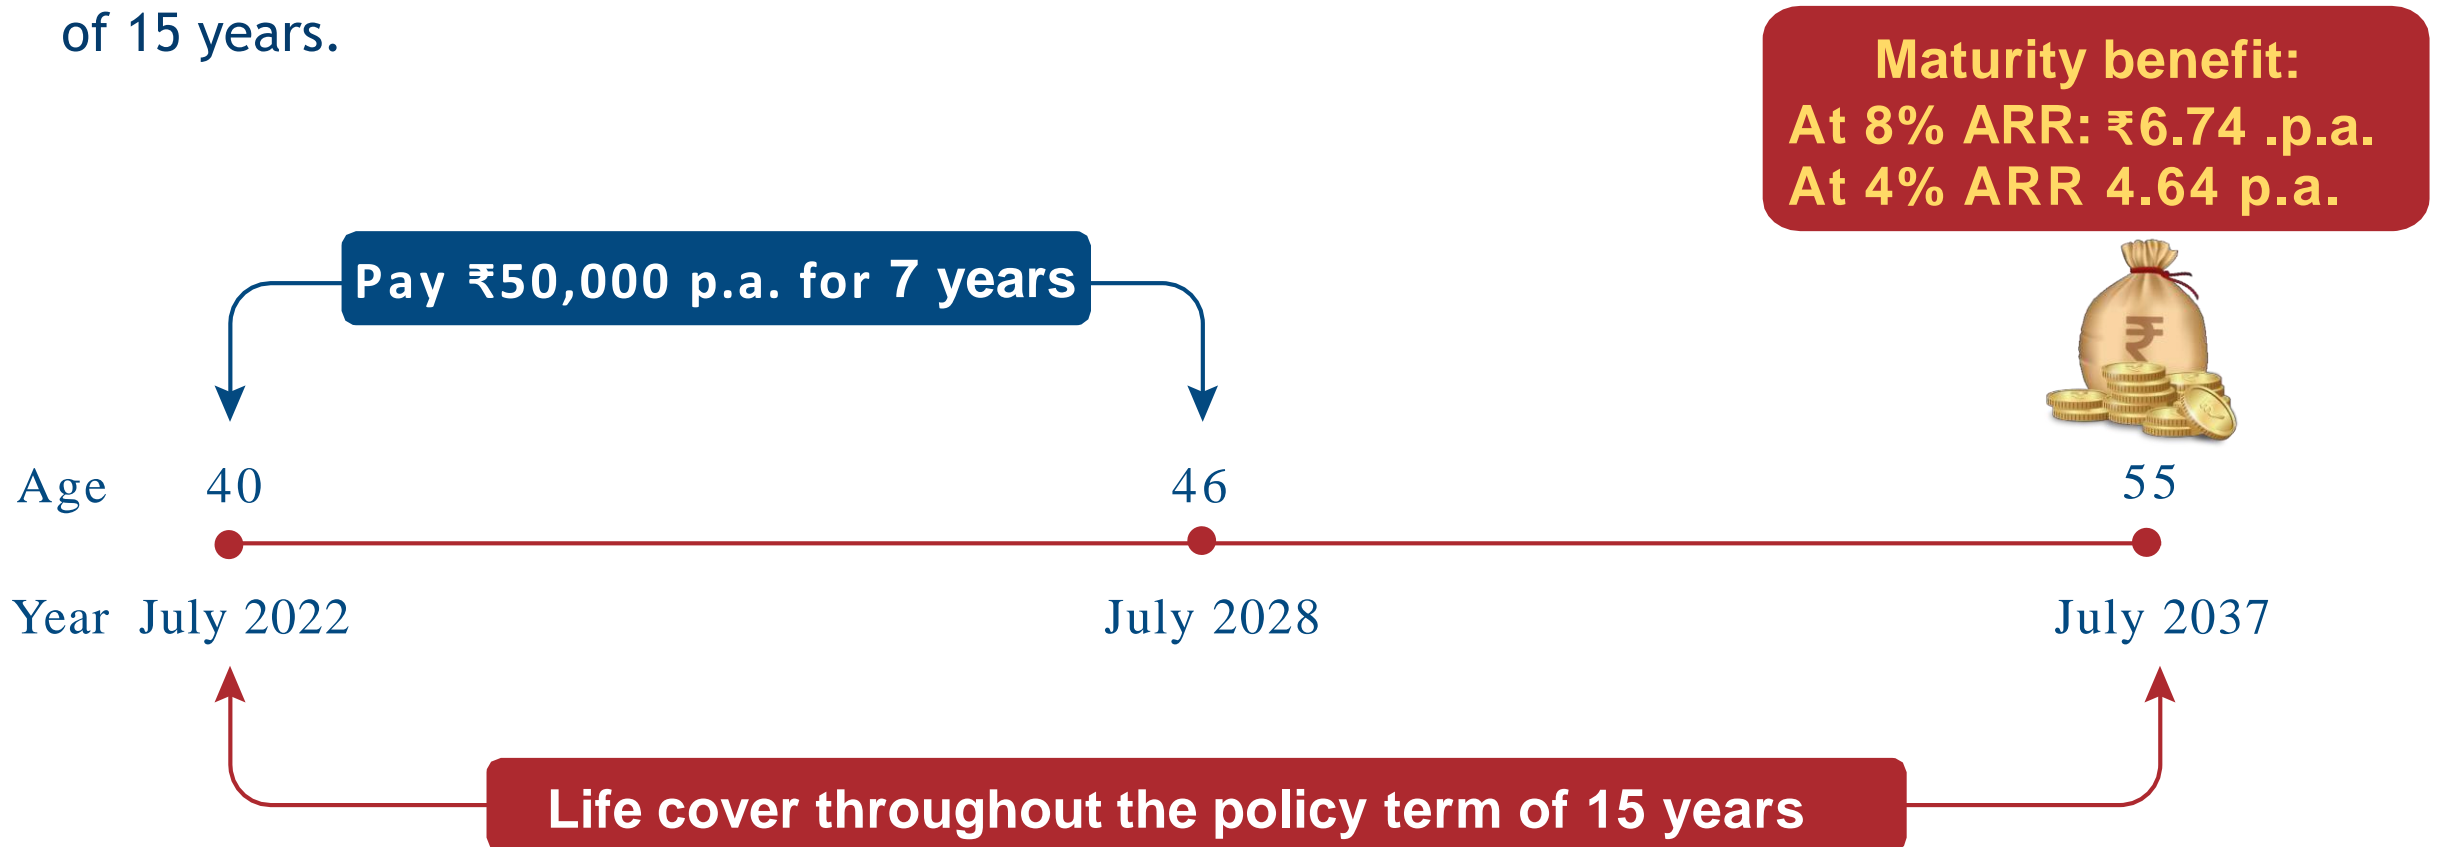 of 15 years.
Maturity benefit:
At 8% ARR: ₹6.74 .p.a.
At 4% ARR 4.64 p.a.
Pay ₹50,000 p.a. for 7 years
₹
Age 40 46 55
Year July 2022 July 2028 July 2037
Life cover throughout the policy term of 15 years